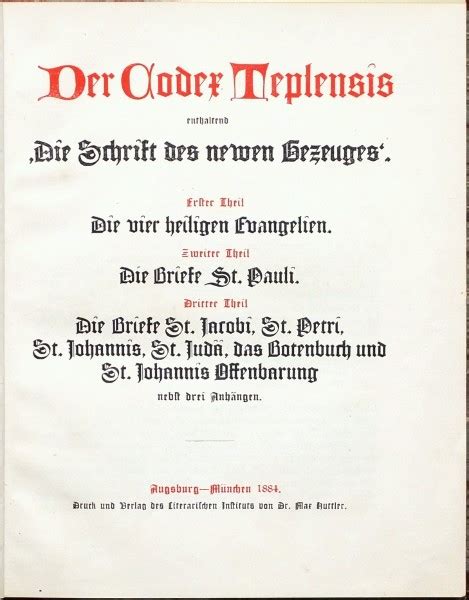 Der Codex Teplensis
enthaltend
‚Die Schrift des newen Gezeuges‘.
Erster Theil
Die vier heiligen Evangelien.
Zweiter Theil
Die Briefe St. Pauli.
Dritter Theil
Die Briefe St. Jacobi, St. Petri,
St. Johannis, St. Judä, das Botenbuch und
St. Johannis Offenbarung
nebst drei Anhängen.
Augsburg—München 1884.
Druck und Verlag des Literarischen Instituts von Dr. Max Huttler.